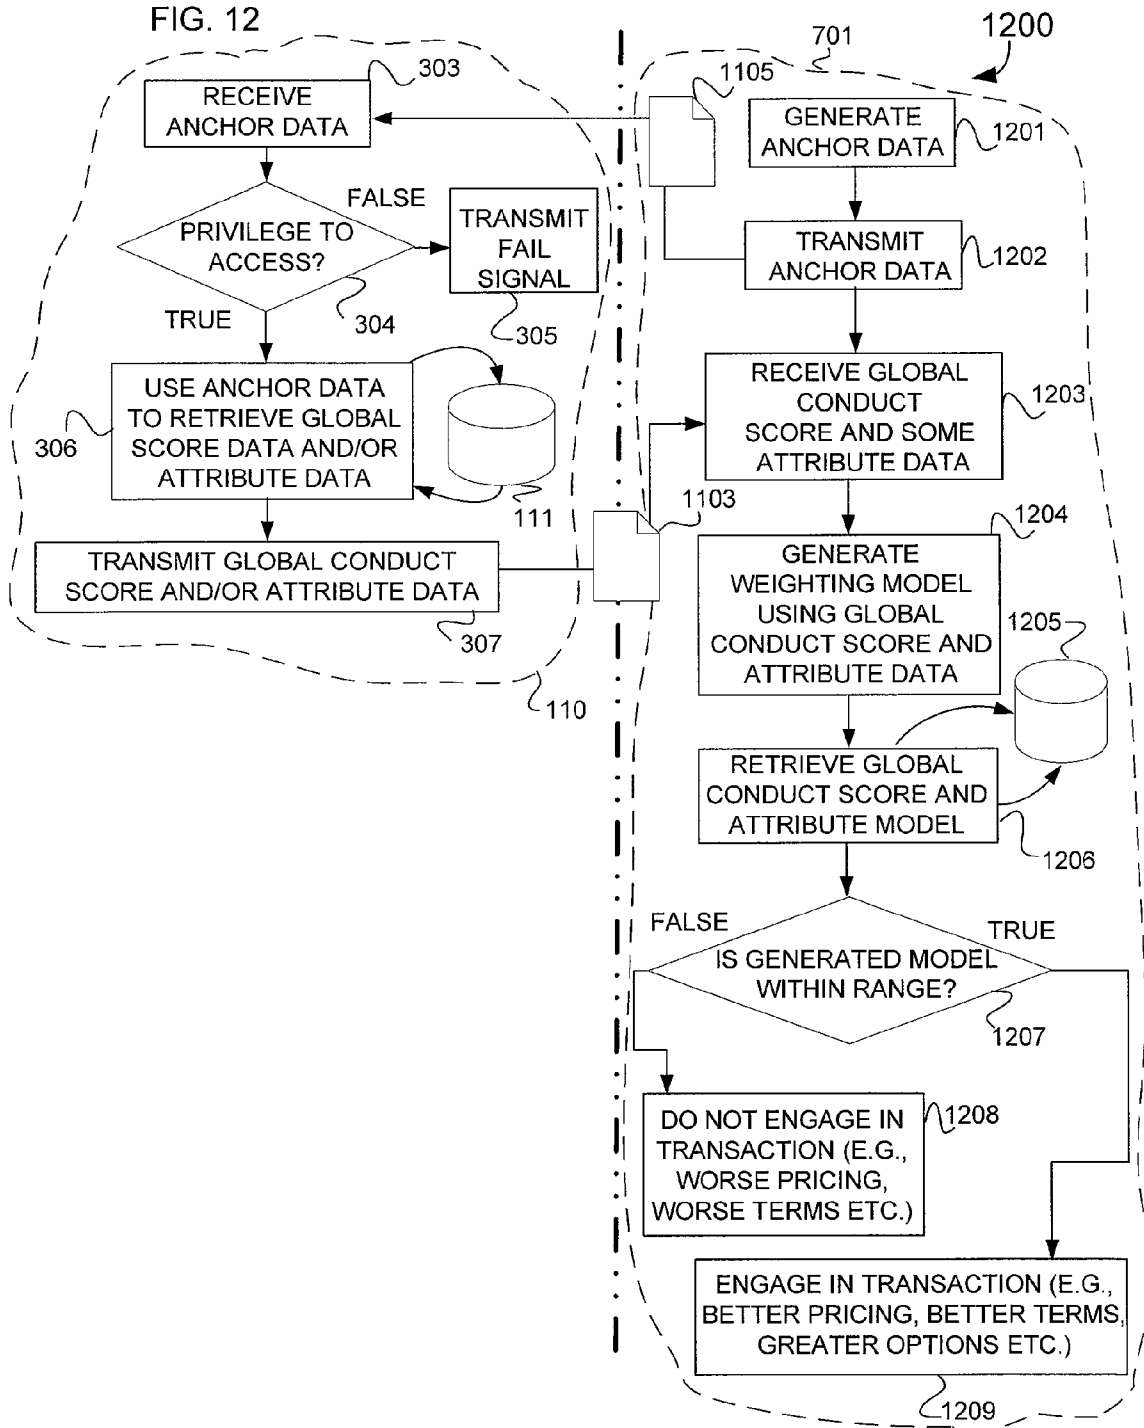 FIG. 12
1200
701
1105
303
RECEIVE
ANCHOR DATA
GENERATE
ANCHOR DATA
1201
FALSE
PRIVILEGE TO
ACCESS?
304
TRANSMIT
FAIL
SIGNAL
305
TRANSMIT
ANCHOR DATA
1202
TRUE
USE ANCHOR DATA
TO RETRIEVE GLOBAL
SCORE DATA AND/OR
ATTRIBUTE DATA
306
111
RECEIVE GLOBAL
CONDUCT
SCORE AND SOME
ATTRIBUTE DATA
1203
1103
TRANSMIT GLOBAL CONDUCT
SCORE AND/OR ATTRIBUTE DATA
307
110
1204
GENERATE
WEIGHTING MODEL
USING GLOBAL
CONDUCT SCORE AND
ATTRIBUTE DATA
1205
RETRIEVE GLOBAL
CONDUCT SCORE AND
ATTRIBUTE MODEL
1206
FALSE
TRUE
IS GENERATED MODEL
WITHIN RANGE?
1207
DO NOT ENGAGE IN
TRANSACTION (E.G.,
WORSE PRICING,
WORSE TERMS ETC.)
1208
ENGAGE IN TRANSACTION (E.G.,
BETTER PRICING, BETTER TERMS,
GREATER OPTIONS ETC.)
1209